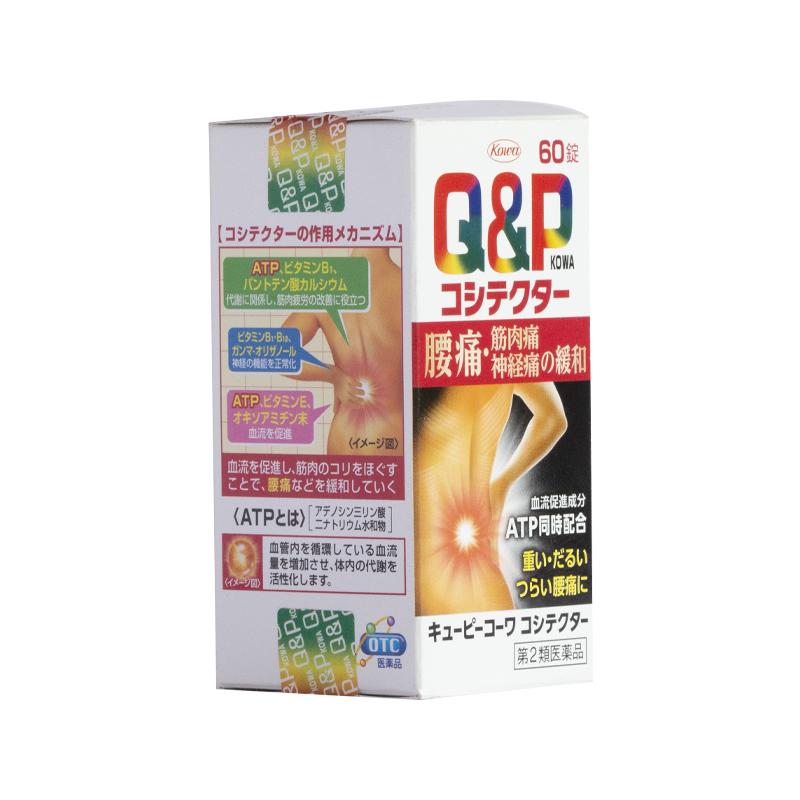 Q&P KOWA
【コシテクターの作用メカニズム】
ATP、ビタミンB1、
パントテン酸カルシウム
代謝に関係し、筋肉疲労の改善に役立つ
ビタミンB1・B12、
ガンマ-オリザノール
神経の機能を正常化
ATP、ビタミンE、
オキソアミヂン末
血流を促進
〈イメージ図〉
血流を促進し、筋肉のコリをほぐす
ことで、腰痛などを緩和していく
〈ATPとは〉
アデノシン三リン酸
二ナトリウム水和物
血管内を循環している血流
量を増加させ、体内の代謝を
活性化します。
〈イメージ図〉
Q&P KOWA
OTC
医薬品
Kowa
60錠
Q&P
KOWA
コシテクター
腰痛・筋肉痛
神経痛の緩和
血流促進成分
ATP同時配合
重い・だるい
つらい腰痛に
キューピーコーワ コシテクター
第2類医薬品